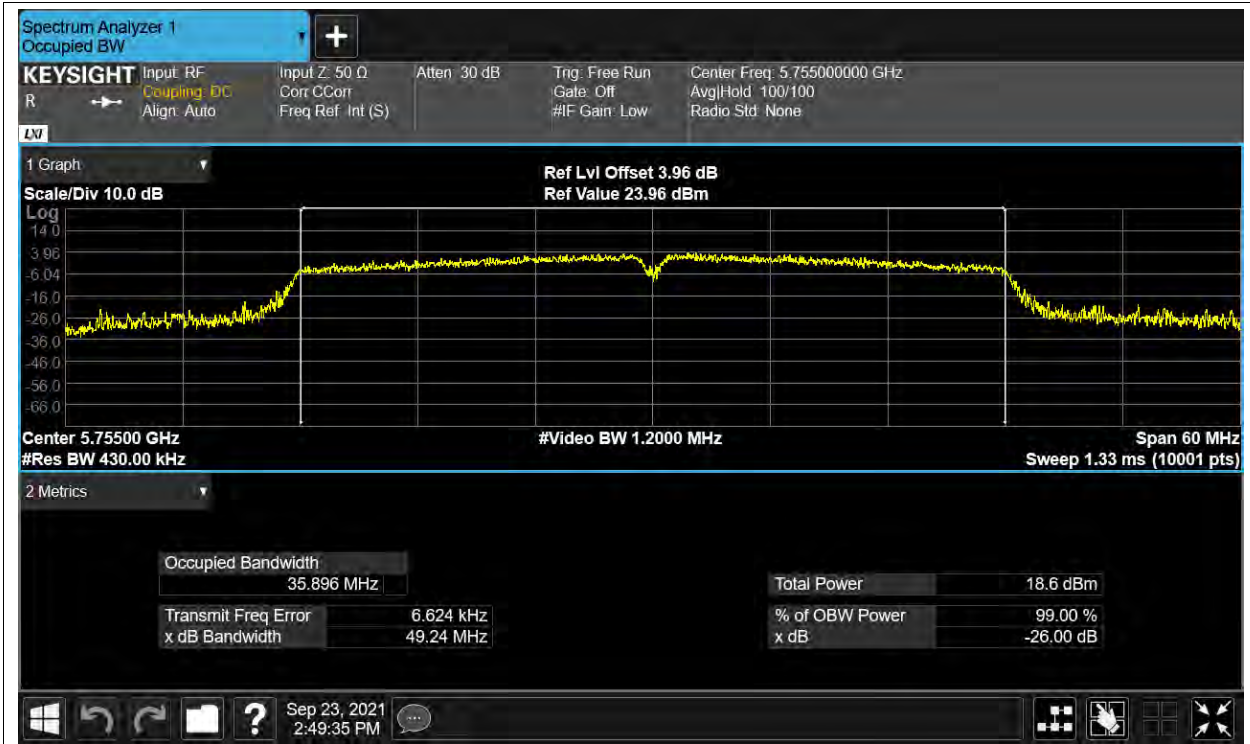 Spectrum Analyzer 1
Occupied BW
KEYSIGHT
R
LXI
Input: RF
Coupling: DC
Align: Auto
Input Z: 50 Ω
Corr CCorr
Freq Ref: Int (S)
Atten: 30 dB
Trig: Free Run
Gate: Off
#IF Gain: Low
Center Freq: 5.755000000 GHz
Avg|Hold: 100/100
Radio Std: None
1 Graph
Scale/Div 10.0 dB
Ref Lvl Offset 3.96 dB
Ref Value 23.96 dBm
Log
14.0
3.96
-6.04
-16.0
-26.0
-36.0
-46.0
-56.0
-66.0
Center 5.75500 GHz
#Res BW 430.00 kHz
#Video BW 1.2000 MHz
Span 60 MHz
Sweep 1.33 ms (10001 pts)
2 Metrics
Occupied Bandwidth
35.896 MHz
Transmit Freq Error 6.624 kHz
x dB Bandwidth 49.24 MHz
Total Power 18.6 dBm
% of OBW Power 99.00 %
x dB -26.00 dB
?
Sep 23, 2021
2:49:35 PM